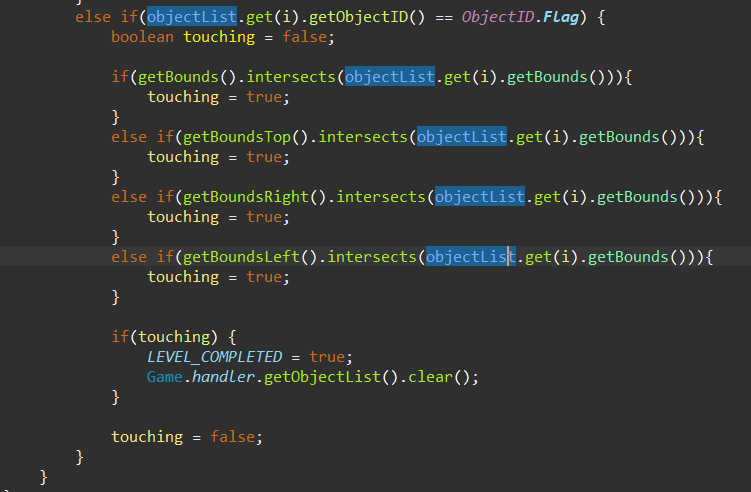 }
else if(objectList.get(i).getObjectID() == ObjectID.Flag) {
boolean touching = false;
if(getBounds().intersects(objectList.get(i).getBounds())){
touching = true;
}
else if(getBoundsTop().intersects(objectList.get(i).getBounds())){
touching = true;
}
else if(getBoundsRight().intersects(objectList.get(i).getBounds())){
touching = true;
}
else if(getBoundsLeft().intersects(objectList.get(i).getBounds())){
touching = true;
}
if(touching) {
LEVEL_COMPLETED = true;
Game.handler.getObjectList().clear();
}
touching = false;
}
}
}